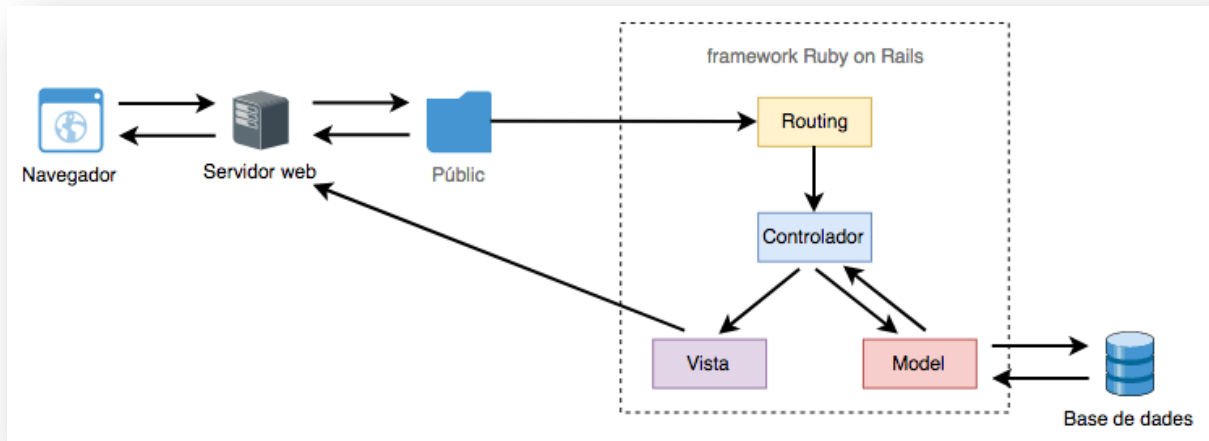 framework Ruby on Rails
Navegador
Servidor web
Públic
Routing
Controlador
Vista
Model
Base de dades